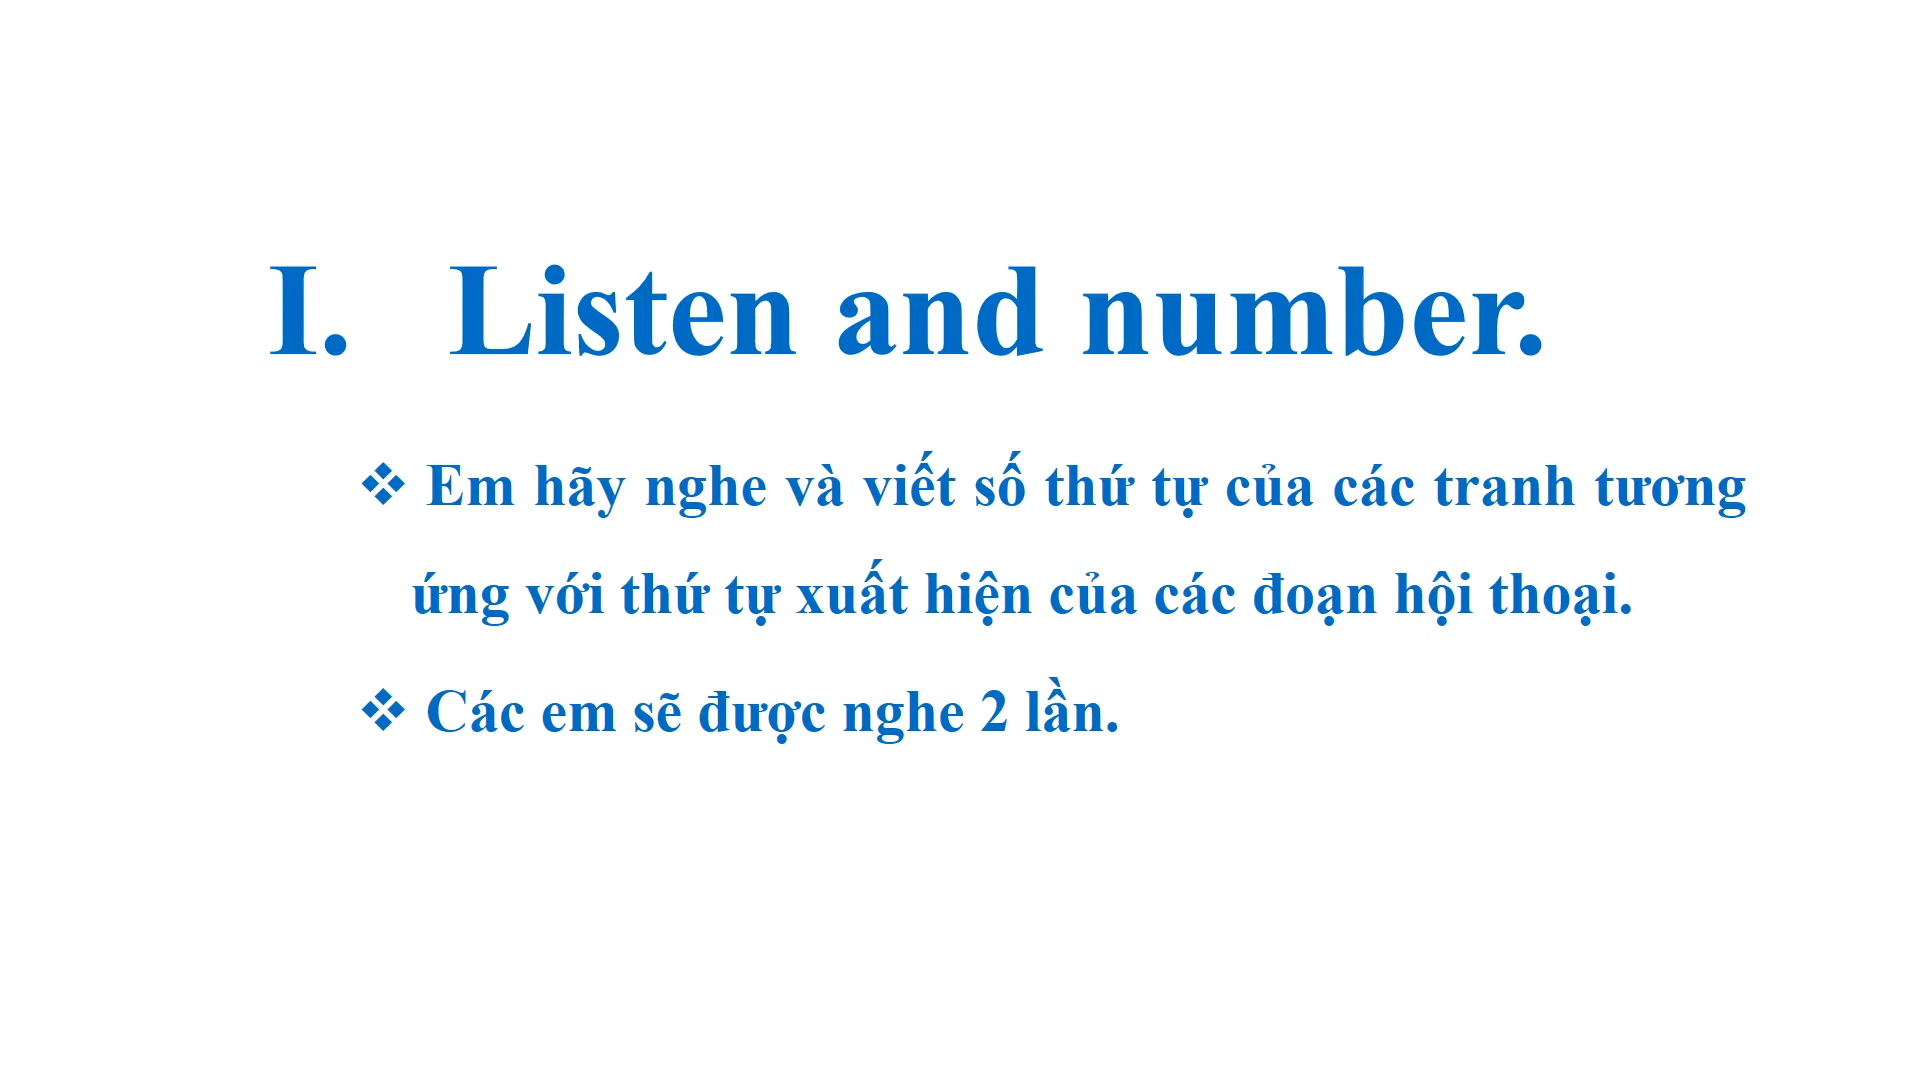 I. Listen and number.
❖ Em hãy nghe và viết số thứ tự của các tranh tương
ứng với thứ tự xuất hiện của các đoạn hội thoại.
❖ Các em sẽ được nghe 2 lần.